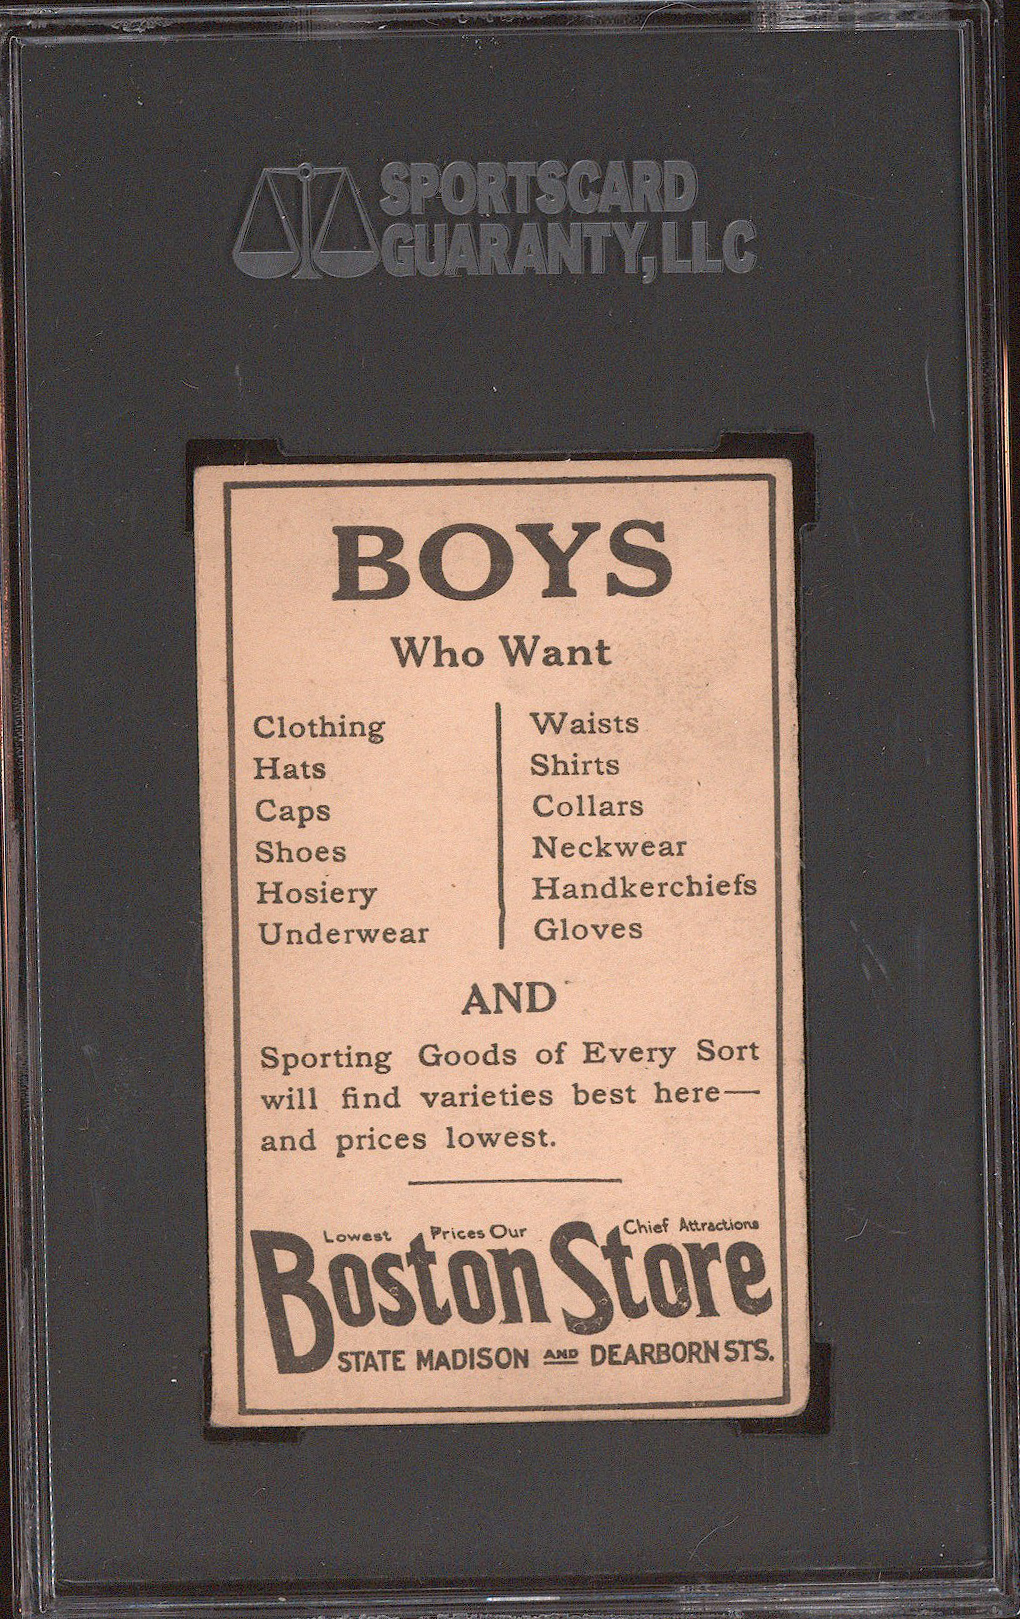 SPORTSCARD
GUARANTY, LLC
BOYS
Who Want
Clothing
Hats
Caps
Shoes
Hosiery
Underwear
Waists
Shirts
Collars
Neckwear
Handkerchiefs
Gloves
AND
Sporting Goods of Every Sort
will find varieties best here—
and prices lowest.
Lowest Prices Our Chief Attractions
Boston Store
STATE MADISON AND DEARBORN STS.